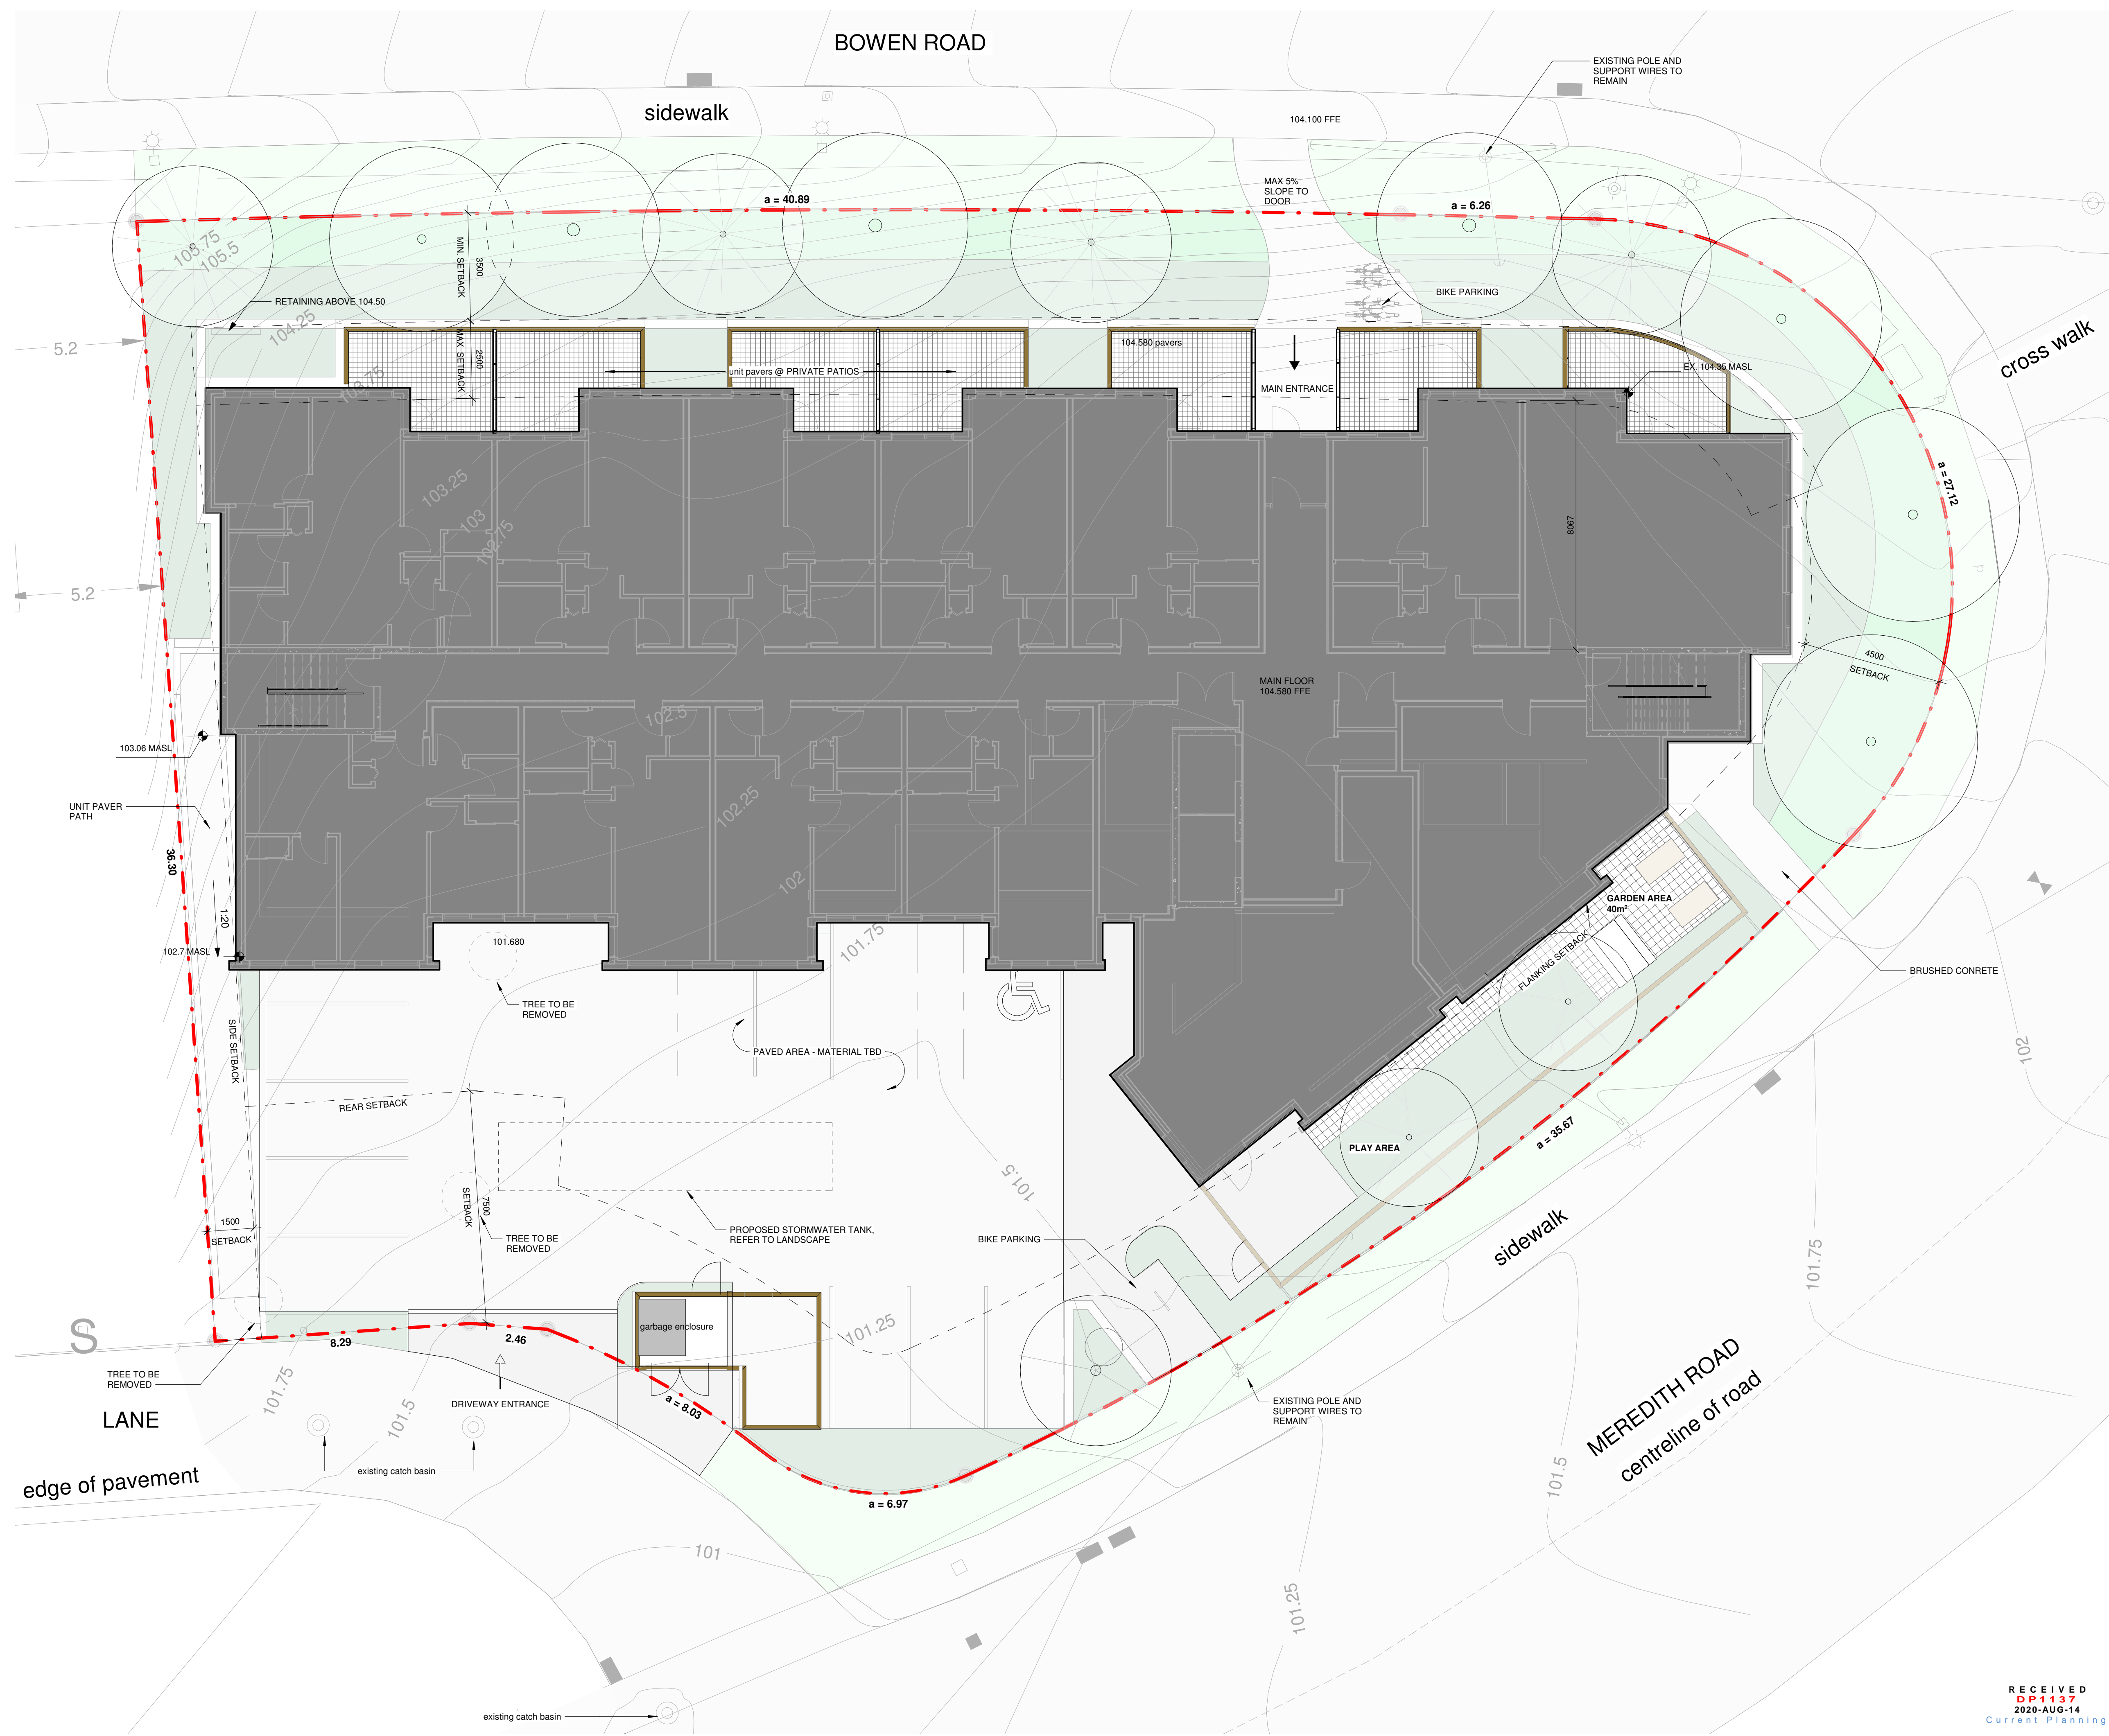 BOWEN ROAD
EXISTING POLE AND
SUPPORT WIRES TO
REMAIN
sidewalk
104.100 FFE
MAX 5%
SLOPE TO
DOOR
a = 40.89
a = 6.26
103.75
105.5
MIN. SETBACK
3500
RETAINING ABOVE 104.50
104.25
BIKE PARKING
cross walk
5.2
MAX. SETBACK
2500
103.75
unit pavers @ PRIVATE PATIOS
104.580 pavers
MAIN ENTRANCE
EX. 104.35 MASL
a = 27.12
103.25
103
102.75
8067
5.2
4500
SETBACK
MAIN FLOOR
104.580 FFE
102.5
103.06 MASL
UNIT PAVER
PATH
102.25
36.30
102
GARDEN AREA
40m²
1:20
101.680
101.75
102.7 MASL
FLANKING SETBACK
BRUSHED CONRETE
TREE TO BE
REMOVED
SIDE SETBACK
PAVED AREA - MATERIAL TBD
102
REAR SETBACK
PLAY AREA
a = 35.67
101.5
SETBACK
7500
1500
SETBACK
TREE TO BE
REMOVED
PROPOSED STORMWATER TANK,
REFER TO LANDSCAPE
BIKE PARKING
sidewalk
101.75
S
8.29
2.46
garbage enclosure
101.25
TREE TO BE
REMOVED
101.75
101.5
DRIVEWAY ENTRANCE
a = 8.03
EXISTING POLE AND
SUPPORT WIRES TO
REMAIN
MEREDITH ROAD
centreline of road
LANE
existing catch basin
edge of pavement
101.5
a = 6.97
101
101.25
existing catch basin
RECEIVED
DP1137
2020-AUG-14
Current Planning